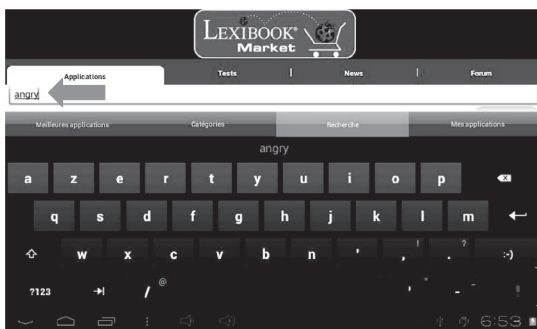 LEXIBOOK®
Market
Applications Tests | News | Forum
angry
Meilleures applications Catégories Recherche Mes applications
angry
a z e r t y u i o p
q s d f g h j k l m
w x c v b n ' , ! . ? :-)
?123 / @ ' " - _ !
6:53